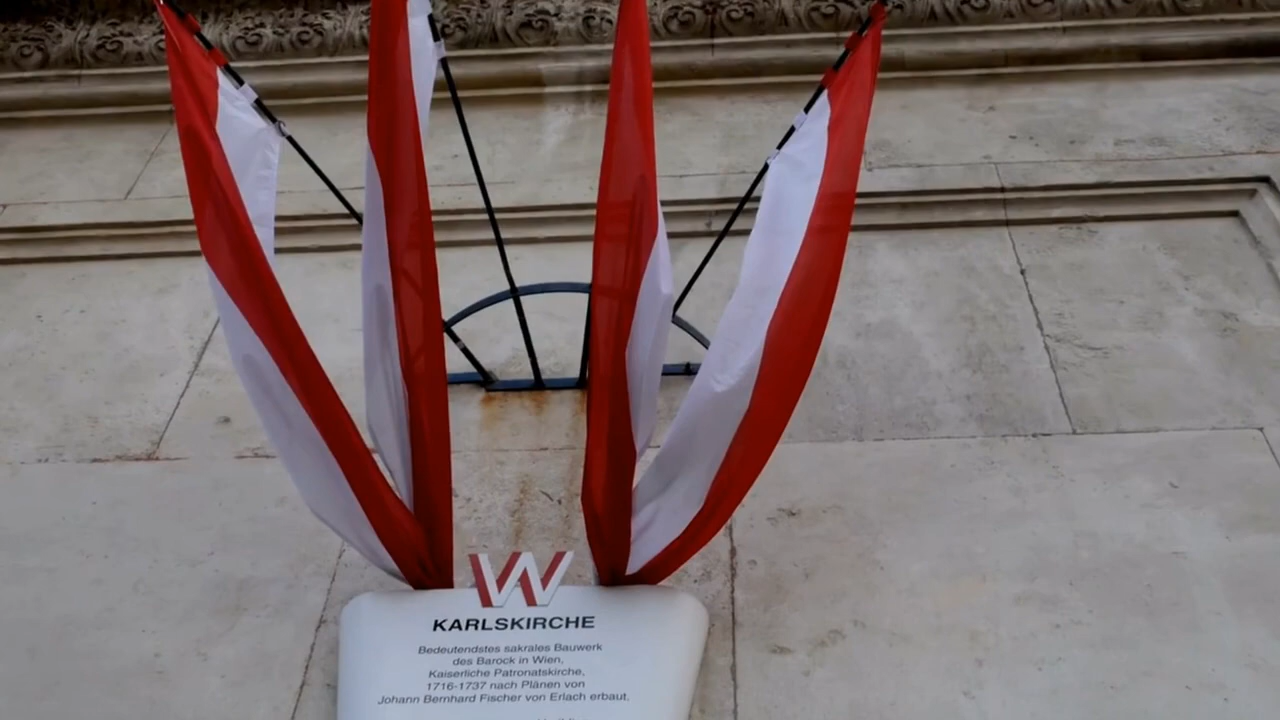 W
KARLSKIRCHE
Bedeutendstes sakrales Bauwerk
des Barock in Wien,
Kaiserliche Patronatskirche,
1716-1737 nach Plänen von
Johann Bernhard Fischer von Erlach erbaut,